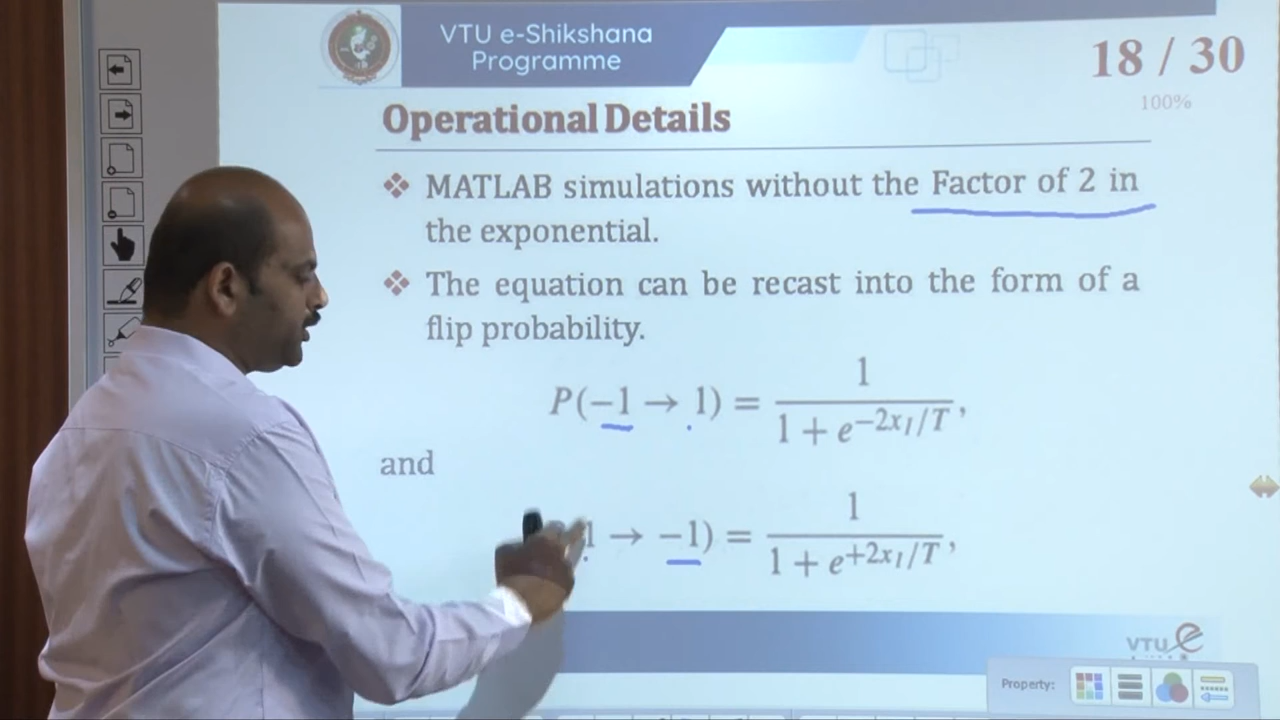 VTU e-Shikshana
Programme
18 / 30
100%
Operational Details
❖ MATLAB simulations without the Factor of 2 in
the exponential.
❖ The equation can be recast into the form of a
flip probability.
P(−1 → 1) = 1 / (1 + e^{−2x_I/T}),
and
1 → −1) = 1 / (1 + e^{+2x_I/T}),
VTU e
Property: